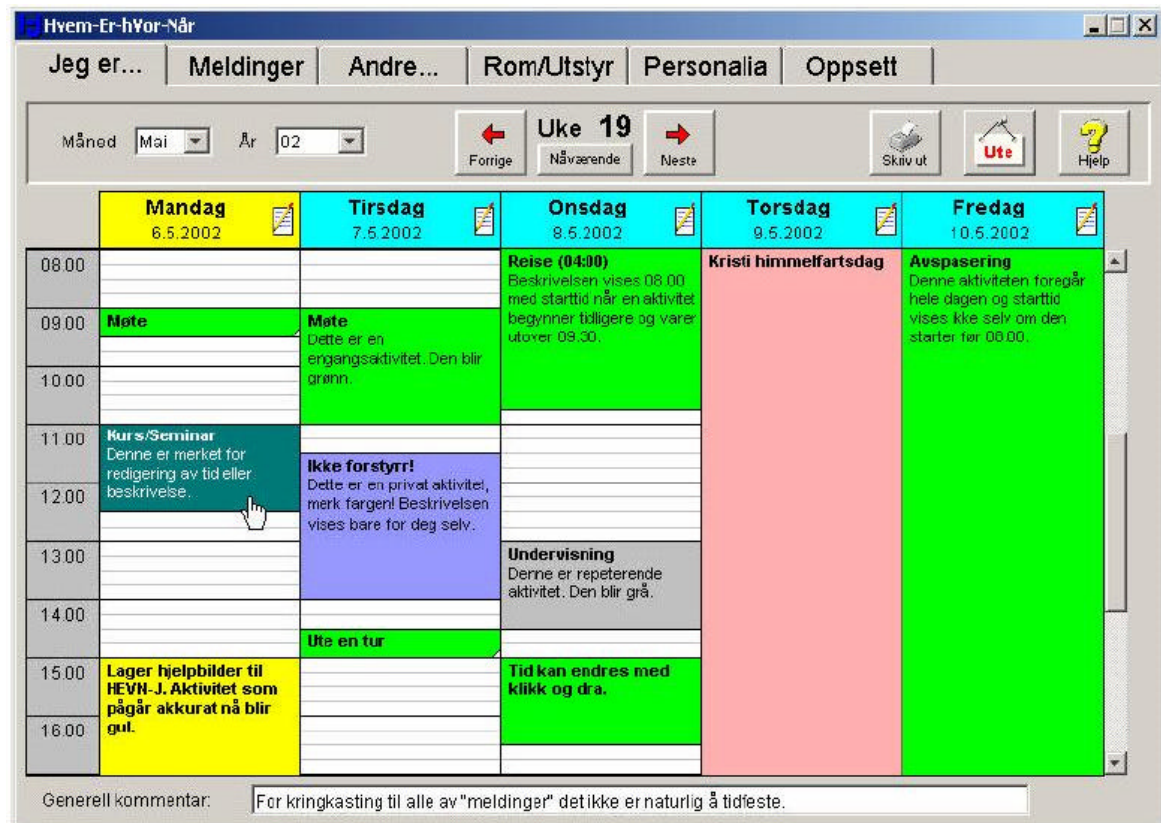 Hvem-Er-hVor-Når
Jeg er... Meldinger Andre... Rom/Utstyr Personalia Oppsett
Måned Mai År 02 Forrige Uke 19 Nåværende Neste Skriv ut Ute Hjelp
Mandag Tirsdag Onsdag Torsdag Fredag
6.5.2002 7.5.2002 8.5.2002 9.5.2002 10.5.2002
08.00
09.00
10.00
11.00
12.00
13.00
14.00
15.00
16.00
Møte
Kurs/Seminar
Denne er merket for
redigering av tid eller
beskrivelse.
Lager hjelpbilder til
HEVN-J. Aktivitet som
pågår akkurat nå blir
gul.
Møte
Dette er en
engangsaktivitet. Den blir
grønn.
Ikke forstyrr!
Dette er en privat aktivitet,
merk fargen! Beskrivelsen
vises bare for deg selv.
Ute en tur
Reise (04:00)
Beskrivelsen vises 08.00
med starttid når en aktivitet
begynner tidligere og varer
utover 09.30.
Undervisning
Denne er repeterende
aktivitet. Den blir grå.
Tid kan endres med
klikk og dra.
Kristi himmelfartsdag
Avspasering
Denne aktiviteten foregår
hele dagen og starttid
vises ikke selv om den
starter før 08.00.
Generell kommentar: For kringkasting til alle av "meldinger" det ikke er naturlig å tidfeste.